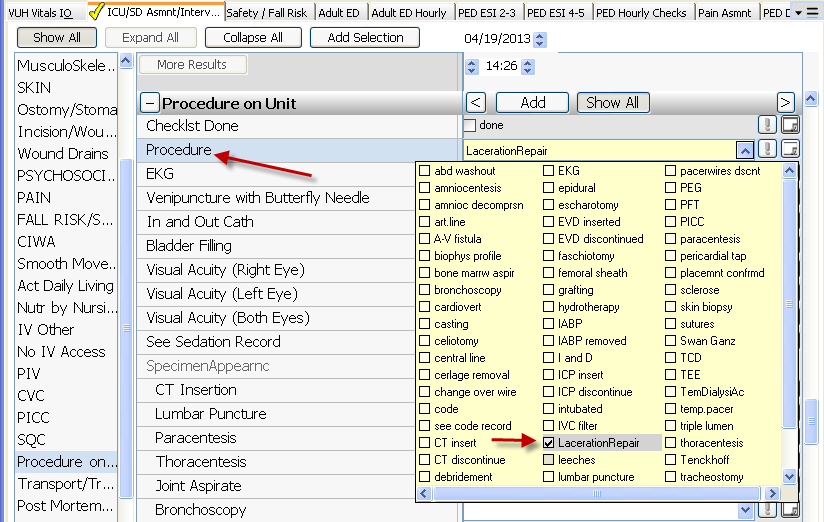 VUH Vitals IQ
ICU/SD Asmnt/Interv...
Safety / Fall Risk
Adult ED
Adult ED Hourly
PED ESI 2-3
PED ESI 4-5
PED Hourly Checks
Pain Asmnt
PED D
Show All
Expand All
Collapse All
Add Selection
04/19/2013
14:26
MusculoSkele...
SKIN
Ostomy/Stoma
Incision/Wou...
Wound Drains
PSYCHOSOCI...
PAIN
FALL RISK/S...
CIWA
Smooth Move...
Act Daily Living
Nutr by Nursi...
IV Other
No IV Access
PIV
CVC
PICC
SQC
Procedure on...
Transport/Tr...
Post Mortem...
More Results
Procedure on Unit
Checklst Done
Procedure
EKG
Venipuncture with Butterfly Needle
In and Out Cath
Bladder Filling
Visual Acuity (Right Eye)
Visual Acuity (Left Eye)
Visual Acuity (Both Eyes)
See Sedation Record
SpecimenAppearnc
CT Insertion
Lumbar Puncture
Paracentesis
Thoracentesis
Joint Aspirate
Bronchoscopy
< Add Show All >
done
LacerationRepair
abd washout
amniocentesis
amnioc decomprsn
art.line
A-V fistula
biophys profile
bone marrw aspir
bronchoscopy
cardiovert
casting
celiotomy
central line
cerlage removal
change over wire
code
see code record
CT insert
CT discontinue
debridement
EKG
epidural
escharotomy
EVD inserted
EVD discontinued
faschiotomy
femoral sheath
grafting
hydrotherapy
IABP
IABP removed
I and D
ICP insert
ICP discontinue
intubated
IVC filter
LacerationRepair
leeches
lumbar puncture
pacerwires dscnt
PEG
PFT
PICC
paracentesis
pericardial tap
placemnt confrmd
sclerose
skin biopsy
sutures
Swan Ganz
TCD
TEE
TemDialysiAc
temp.pacer
triple lumen
thoracentesis
Tenckhoff
tracheostomy